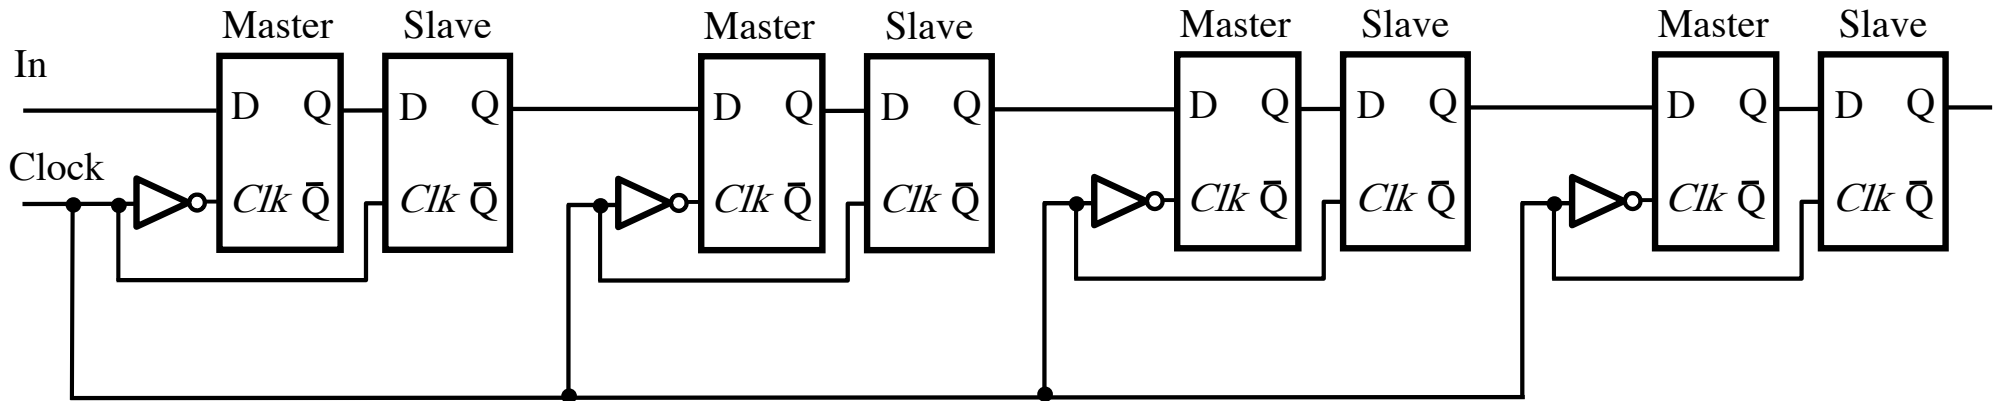 Master Slave Master Slave Master Slave Master Slave
In
D Q D Q D Q D Q D Q D Q D Q D Q
Clock
Clk Q̄ Clk Q̄ Clk Q̄ Clk Q̄ Clk Q̄ Clk Q̄ Clk Q̄ Clk Q̄